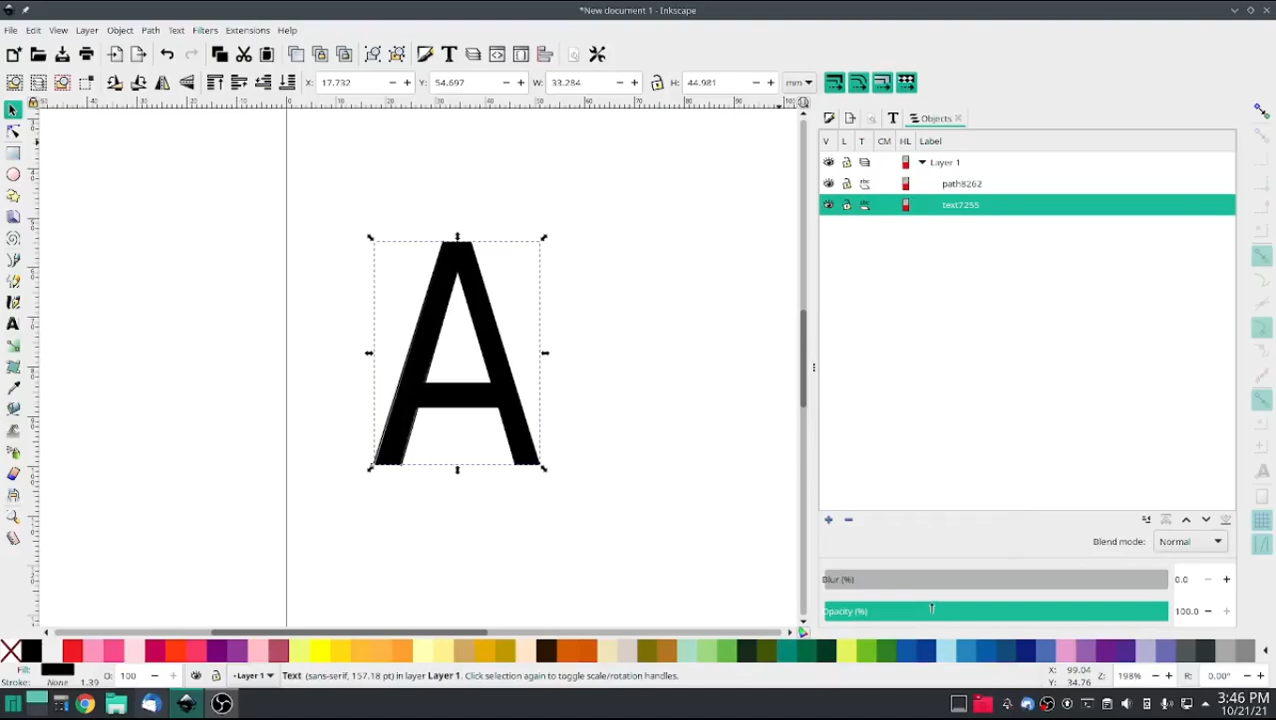 *New document 1 - Inkscape
File Edit View Layer Object Path Text Filters Extensions Help
X: 17.732 − + Y: 54.697 − + W: 33.284 − + H: 44.981 − + mm
Objects
V L T CM HL Label
Layer 1
path8262
text7255
A
Blend mode: Normal
Blur (%) 0.0 − +
Opacity (%) 100.0 − +
Fill:
Stroke: None 1.39
O: 100 − +
Layer 1
Text (sans-serif, 157.18 pt) in layer Layer 1. Click selection again to toggle scale/rotation handles.
X: 99.04
Y: 34.76
Z: 198% − +
R: 0.00° − +
3:46 PM
10/21/21